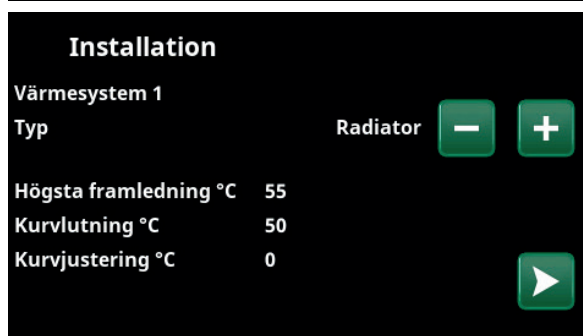 Installation
Värmesystem 1
Typ Radiator
Högsta framledning °C 55
Kurvlutning °C 50
Kurvjustering °C 0